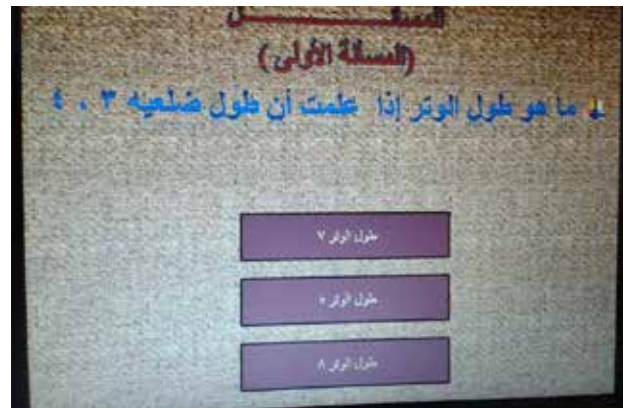 المسائل
(المسألة الأولى)
ما هو طول الوتر إذا علمت أن طول ضلعيه ٣ ، ٤
طول الوتر ٧
طول الوتر ٥
طول الوتر ٨